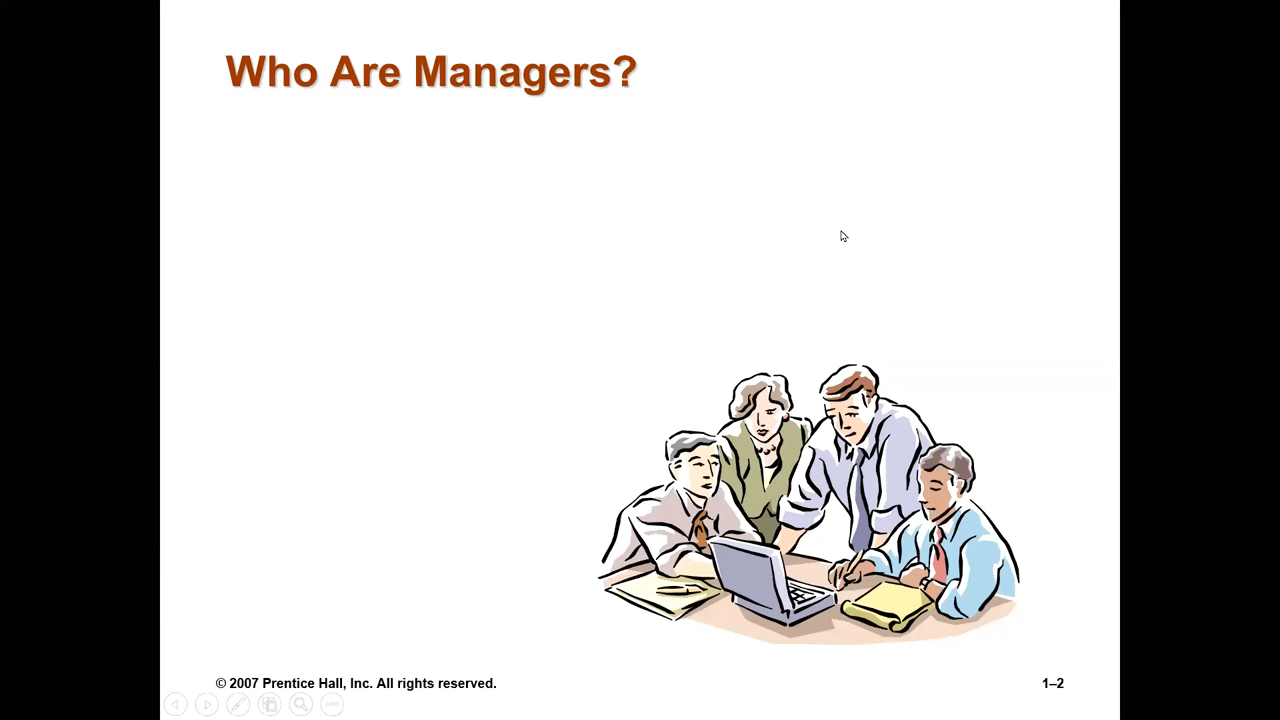 Who Are Managers?
© 2007 Prentice Hall, Inc. All rights reserved.
1–2